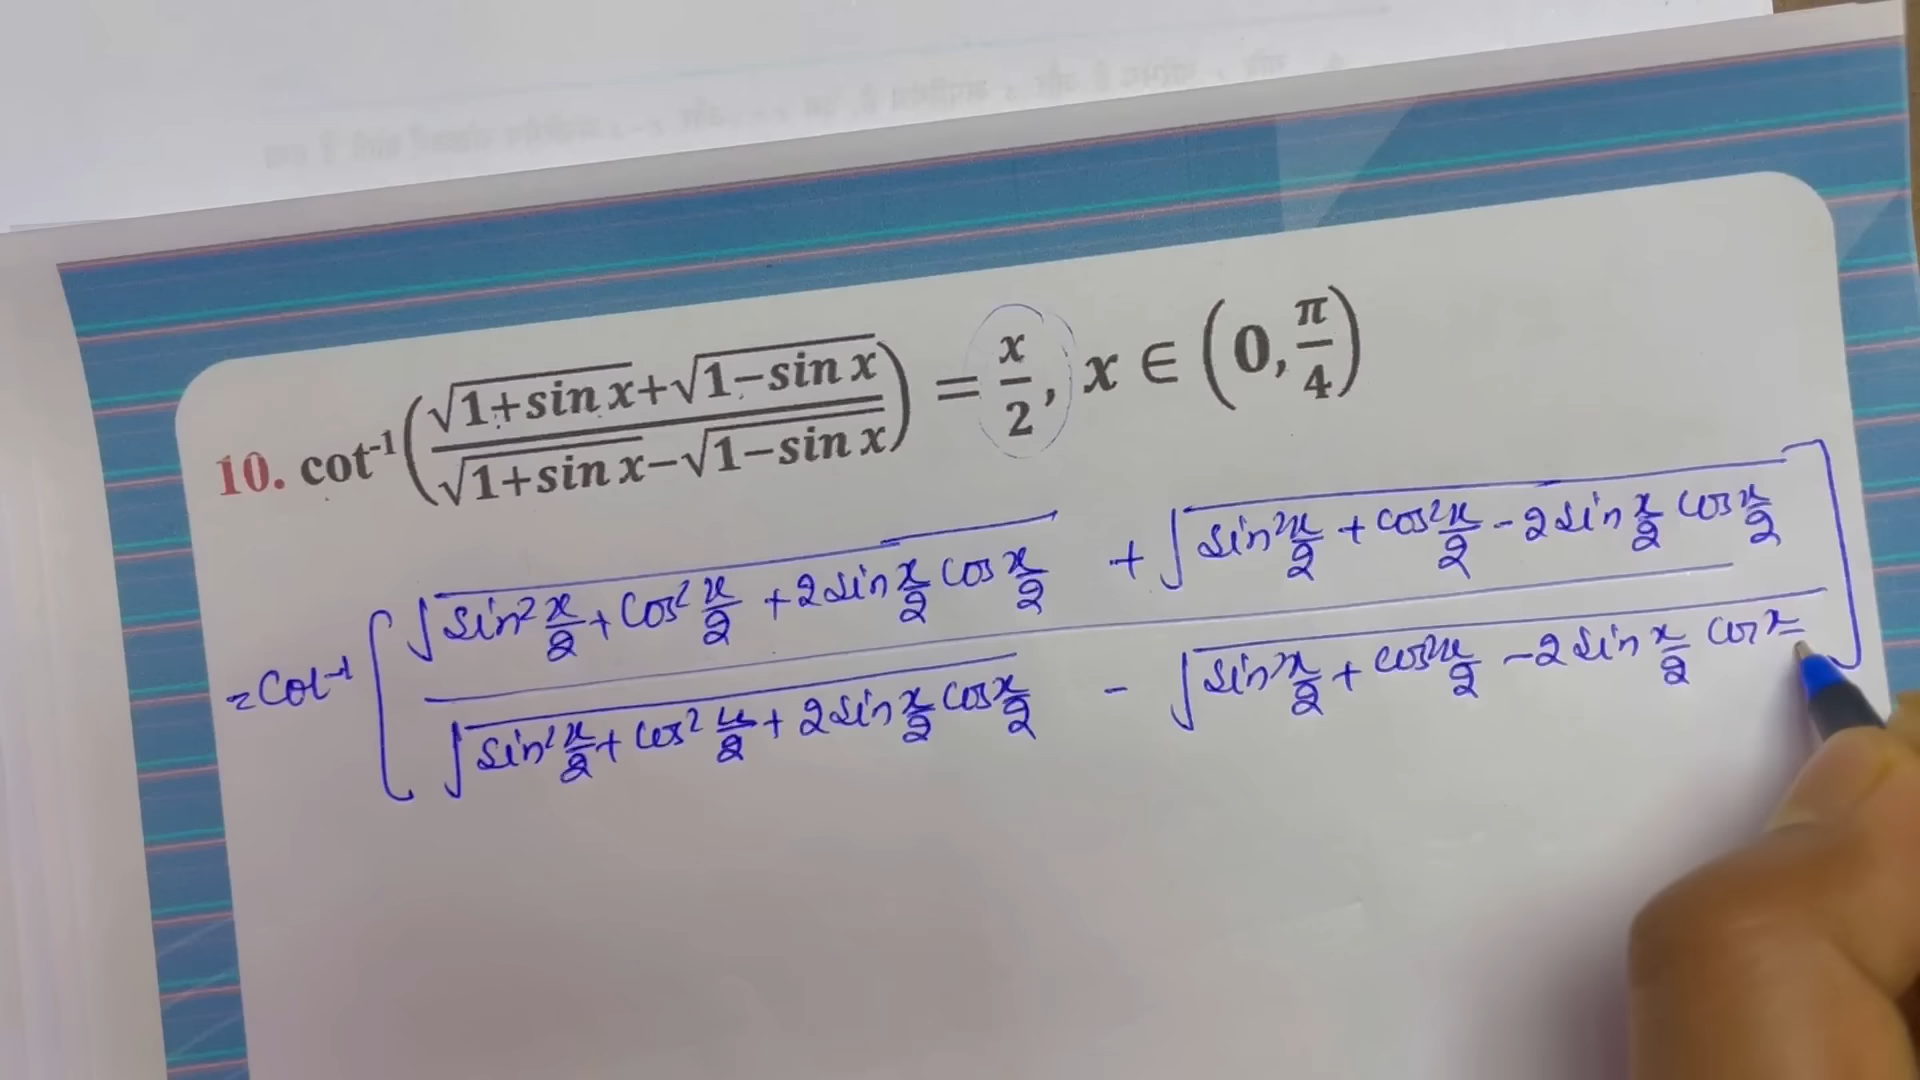 10. cot⁻¹((√(1+sin x)+√(1−sin x))/(√(1+sin x)−√(1−sin x))) = x/2, x ∈ (0, π/4)
= Cot⁻¹ [ (√(sin² x/2 + cos² x/2 + 2 sin x/2 cos x/2) + √(sin² x/2 + cos² x/2 - 2 sin x/2 cos x/2)) / (√(sin² x/2 + cos² x/2 + 2 sin x/2 cos x/2) - √(sin² x/2 + cos² x/2 - 2 sin x/2 cos x)) ]